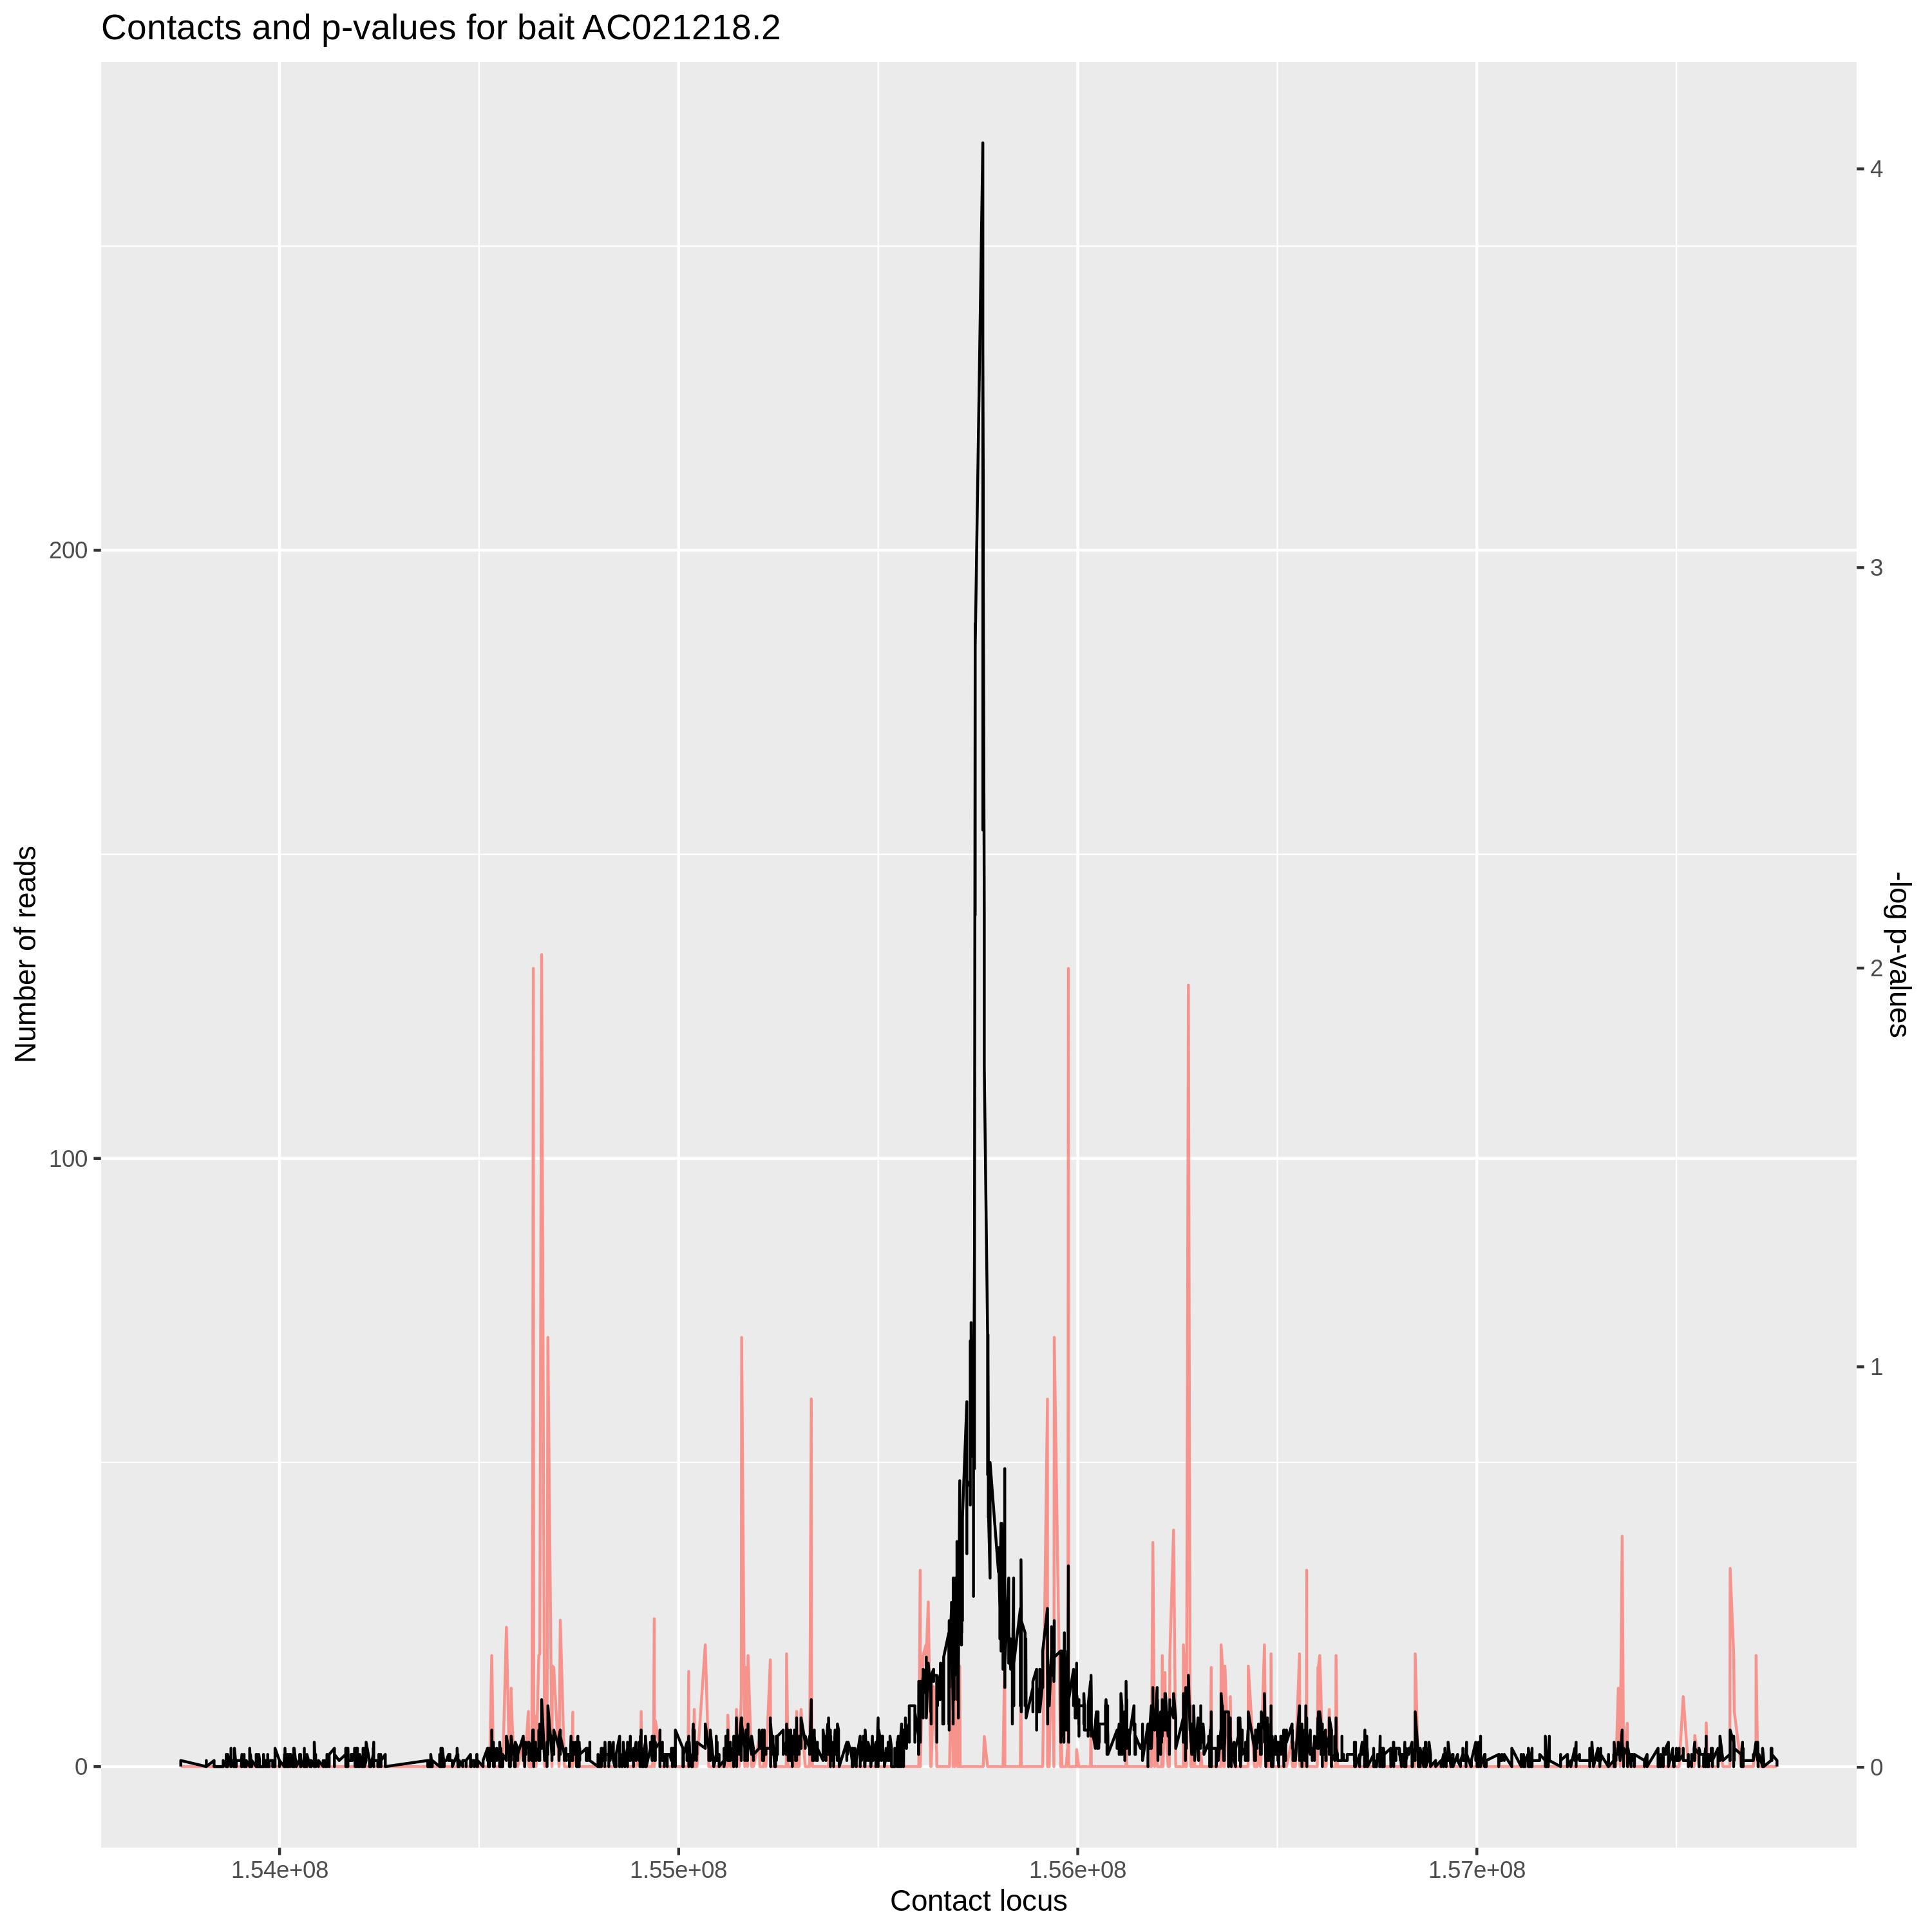 Contacts and p-values for bait AC021218.2
Number of reads
200
100
0
4
3
2
1
0
-log p-values
1.54e+08
1.55e+08
1.56e+08
1.57e+08
Contact locus